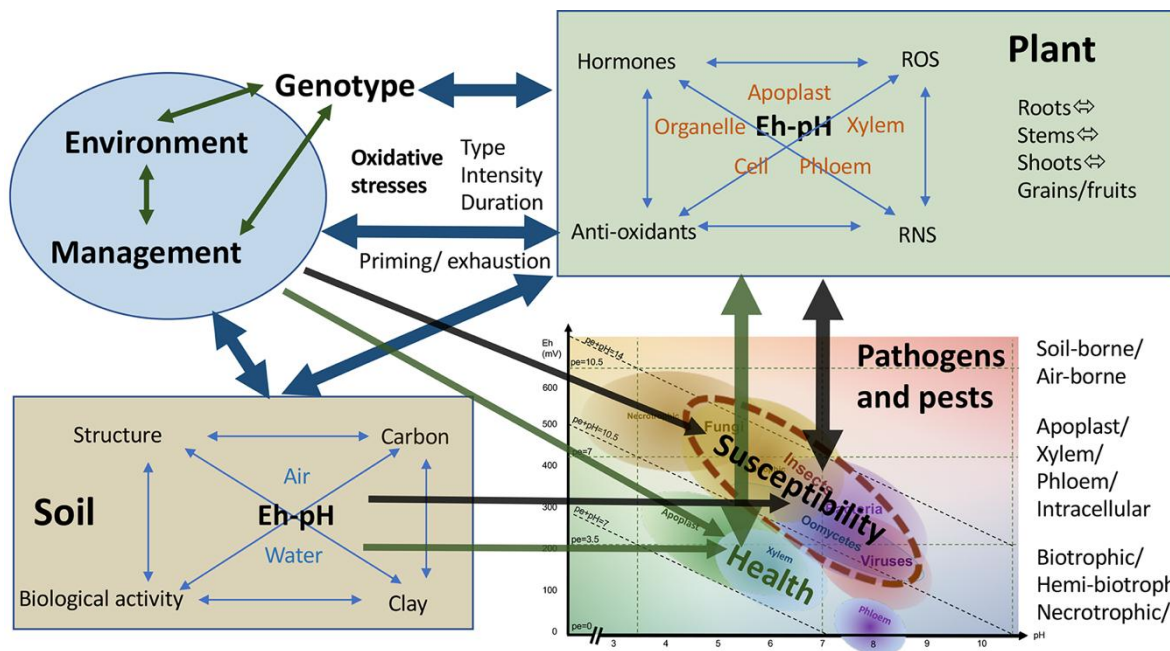 Genotype
Environment
Management
Oxidative
stresses
Type
Intensity
Duration
Priming/ exhaustion
Plant
Hormones
ROS
Apoplast
Organelle
Eh-pH
Xylem
Cell
Phloem
Anti-oxidants
RNS
Roots⇔
Stems⇔
Shoots⇔
Grains/fruits
Soil
Structure
Carbon
Air
Eh-pH
Water
Biological activity
Clay
Eh
(mV)
600
500
400
300
200
100
0
pe+pH=14
pe=10.5
pe+pH=10.5
pe=7
pe+pH=7
pe=3.5
pe=0
3 4 5 6 7 8 9 10
pH
Pathogens
and pests
Necrotrophic
Fungi
Susceptibility
Insects
Oomycetes
Viruses
Apoplast
Xylem
Health
Phloem
Soil-borne/
Air-borne
Apoplast/
Xylem/
Phloem/
Intracellular
Biotrophic/
Hemi-biotroph
Necrotrophic/